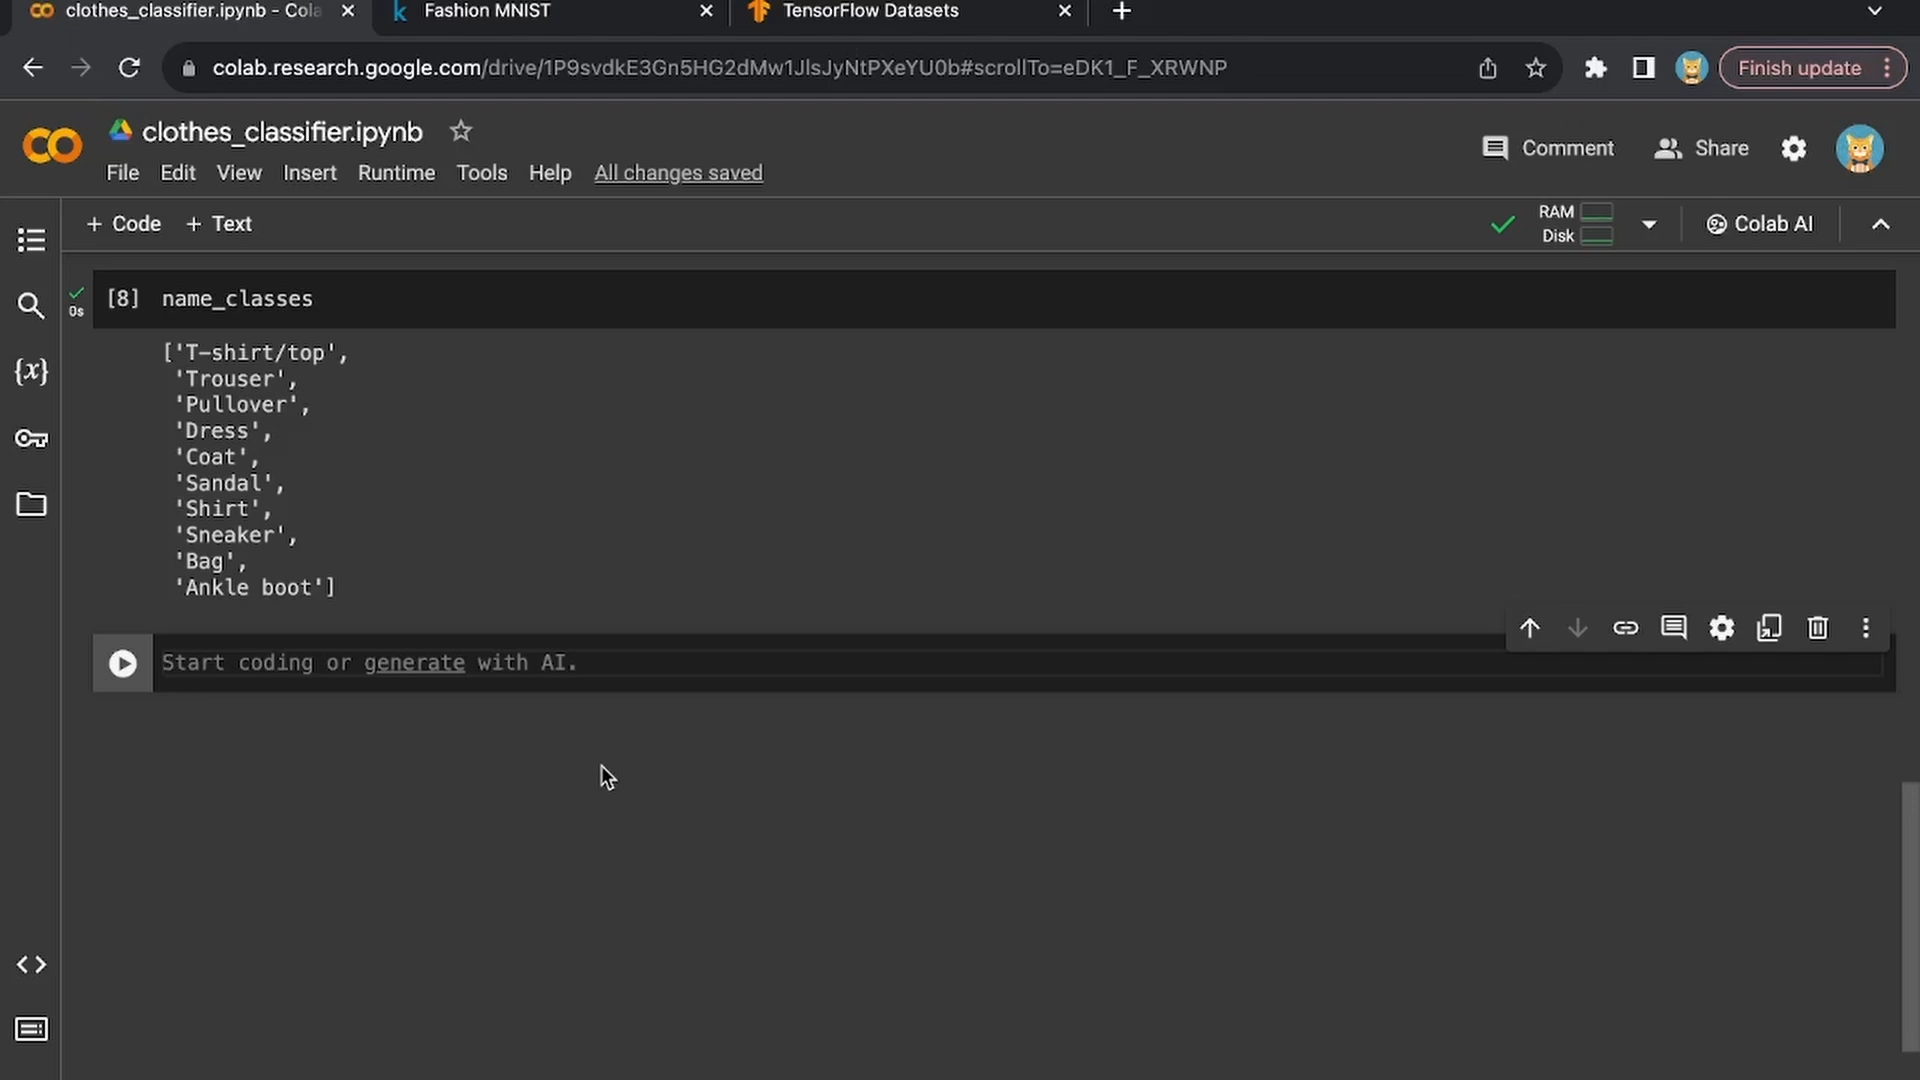 clothes_classifier.ipynb - Cola
Fashion MNIST
TensorFlow Datasets
colab.research.google.com/drive/1P9svdkE3Gn5HG2dMw1JlsJyNtPXeYU0b#scrollTo=eDK1_F_XRWNP
Finish update
clothes_classifier.ipynb
Comment
Share
File Edit View Insert Runtime Tools Help All changes saved
+ Code + Text
RAM
Disk
Colab AI
[8] name_classes
0s
['T-shirt/top',
'Trouser',
'Pullover',
'Dress',
'Coat',
'Sandal',
'Shirt',
'Sneaker',
'Bag',
'Ankle boot']
Start coding or generate with AI.